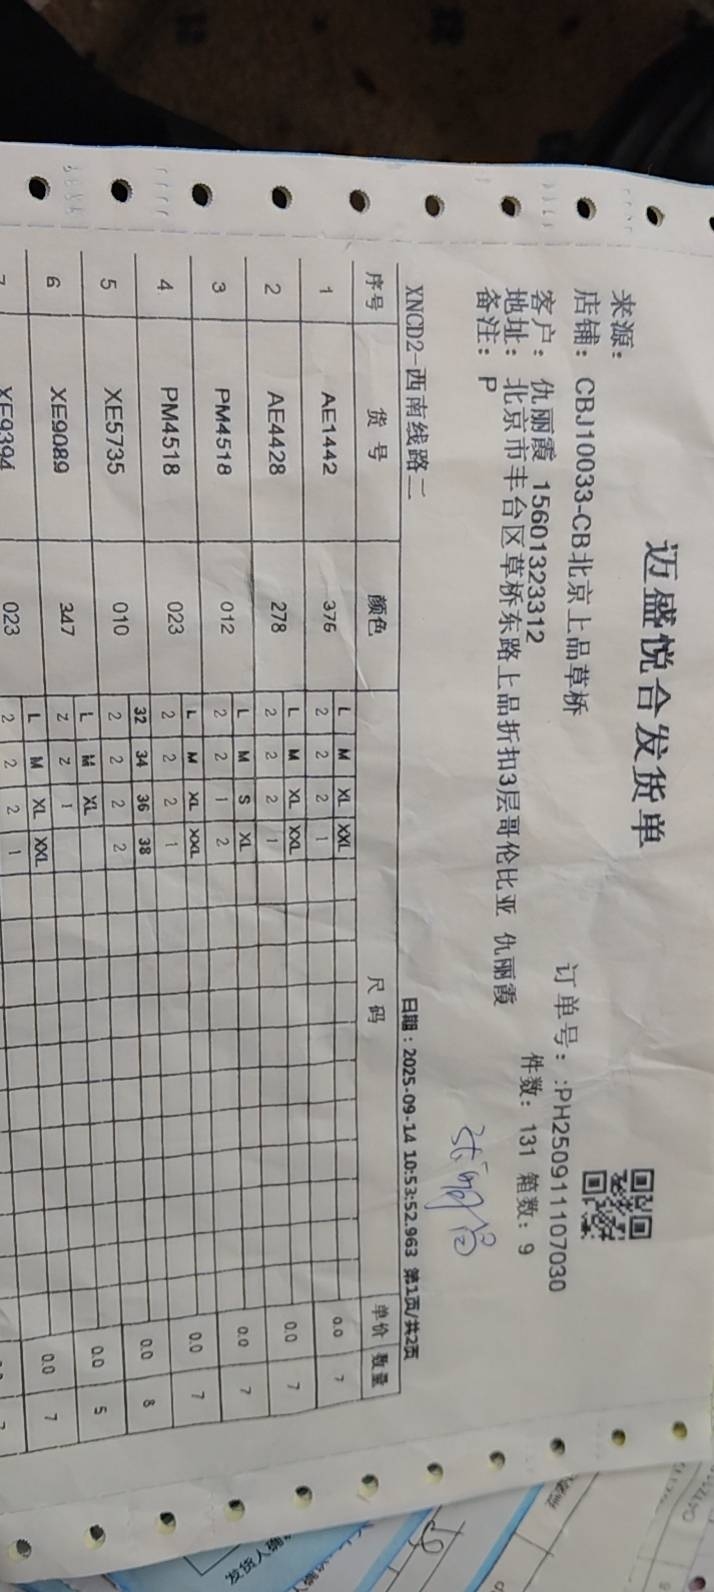 迈盛悦合发货单
来源：
店铺：CBJ10033-CB北京上品草桥 订单号：:PH250911107030
客户：仇丽霞 15601323312 件数：131 箱数：9
地址：北京市丰台区草桥东路上品折扣3层哥伦比亚 仇丽霞
备注：P
XNCD2-西南线路二 日期：2025-09-14 10:53:52.963 第1页/共2页
序号 货号 颜色 尺码 单价 数量
L M XL XXL
1 AE1442 375 2 2 2 1 0.0 7
L M XL XXL
2 AE4428 278 2 2 2 1 0.0 7
L M S XL
3 PM4518 012 2 2 1 2 0.0 7
L M XL XXL
4 PM4518 023 2 2 2 1 0.0 7
32 34 36 38
5 XE5735 010 2 2 2 2 0.0 8
L M XL
6 XE9089 347 2 2 1 0.0 5
L M XL XXL
7 XE9394 023 2 2 2 1 0.0 7
发货人确